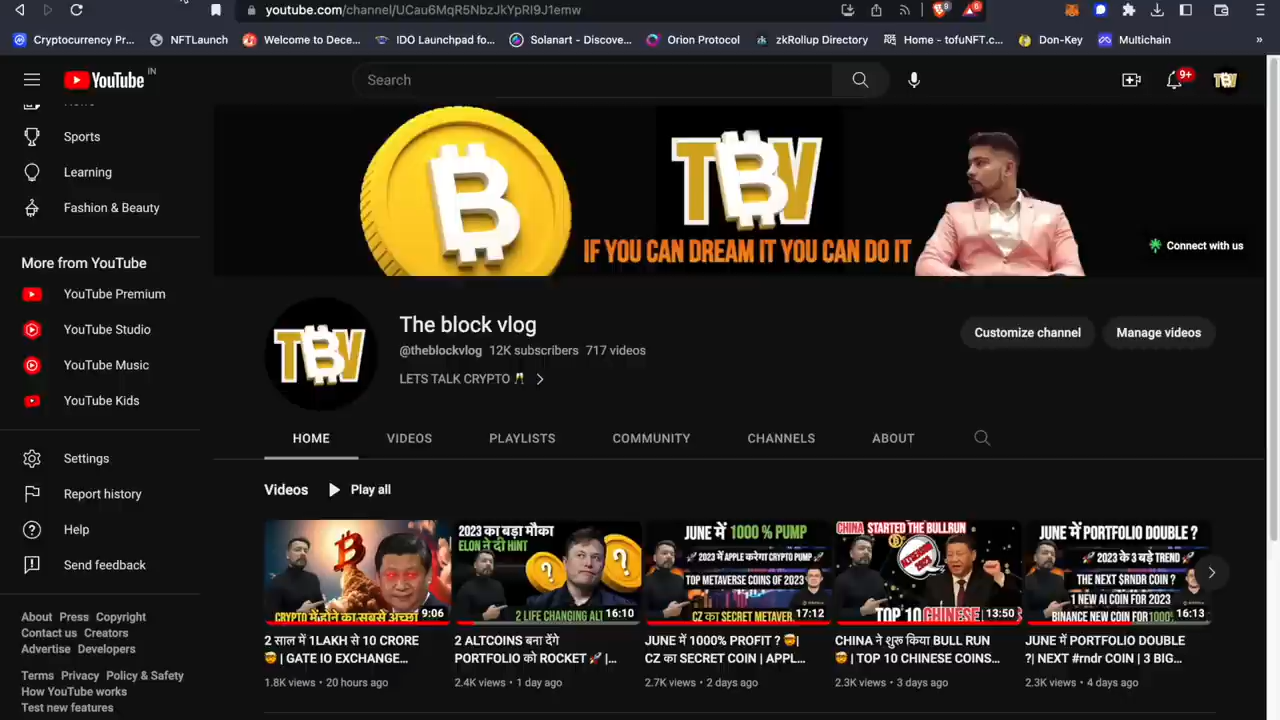 youtube.com/channel/UCau6MqR5NbzJkYpRI9J1emw
Cryptocurrency Pr... NFTLaunch Welcome to Dece... IDO Launchpad fo... Solanart - Discove... Orion Protocol zkRollup Directory Home - tofuNFT.c... Don-Key Multichain »
YouTube IN
Search
9+
TBV
Sports
Learning
Fashion & Beauty
More from YouTube
YouTube Premium
YouTube Studio
YouTube Music
YouTube Kids
Settings
Report history
Help
Send feedback
About Press Copyright
Contact us Creators
Advertise Developers
Terms Privacy Policy & Safety
How YouTube works
Test new features
TBV
IF YOU CAN DREAM IT YOU CAN DO IT
Connect with us
TBV
The block vlog
@theblockvlog 12K subscribers 717 videos
LETS TALK CRYPTO 🥂
Customize channel
Manage videos
HOME VIDEOS PLAYLISTS COMMUNITY CHANNELS ABOUT
Videos Play all
9:06
2023 का बड़ा मौका
ELON ने दी HINT
2 LIFE CHANGING ALT
16:10
JUNE में 1000 % PUMP
2023 में APPLE करेगा CRYPTO PUMP
TOP METAVERSE COINS OF 2023
CZ का SECRET METAVER
17:12
CHINA STARTED THE BULLRUN
TOP 10 CHINESE
13:50
JUNE में PORTFOLIO DOUBLE ?
2023 के 3 बड़े TREND
THE NEXT $RNDR COIN ?
1 NEW AI COIN FOR 2023
BINANCE NEW COIN FOR 1000
16:13
2 साल में 1LAKH से 10 CRORE
🤯 | GATE IO EXCHANGE...
1.8K views • 20 hours ago
2 ALTCOINS बना देंगे
PORTFOLIO को ROCKET 🚀 |...
2.4K views • 1 day ago
JUNE में 1000% PROFIT ? 🤯|
CZ का SECRET COIN | APPL...
2.7K views • 2 days ago
CHINA ने शुरू किया BULL RUN
🤯 | TOP 10 CHINESE COINS...
2.3K views • 3 days ago
JUNE में PORTFOLIO DOUBLE
?| NEXT #rndr COIN | 3 BIG...
2.3K views • 4 days ago